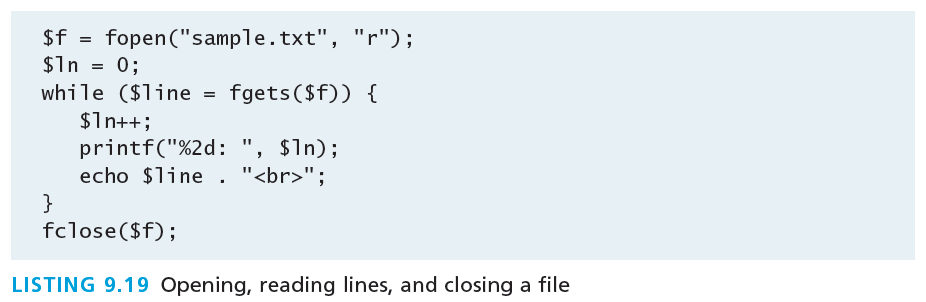 $f = fopen("sample.txt", "r");
$ln = 0;
while ($line = fgets($f)) {
   $ln++;
   printf("%2d: ", $ln);
   echo $line . "<br>";
}
fclose($f);
LISTING 9.19 Opening, reading lines, and closing a file